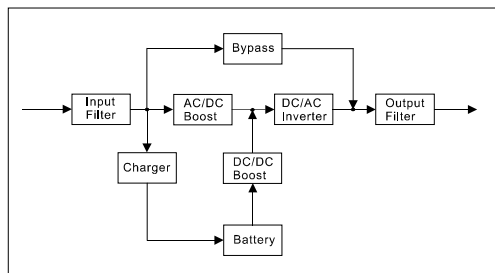 Bypass
Input
Filter
AC/DC
Boost
DC/AC
Inverter
Output
Filter
Charger
DC/DC
Boost
Battery